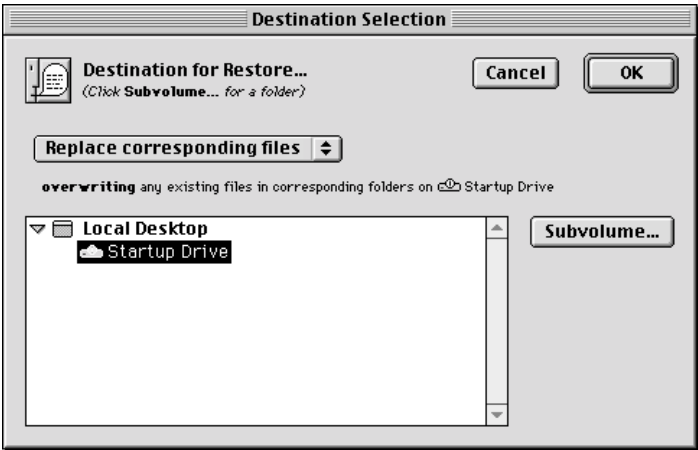 Destination Selection
Destination for Restore...
(Click Subvolume... for a folder)
Cancel
OK
Replace corresponding files
overwriting any existing files in corresponding folders on Startup Drive
Local Desktop
Startup Drive
Subvolume...